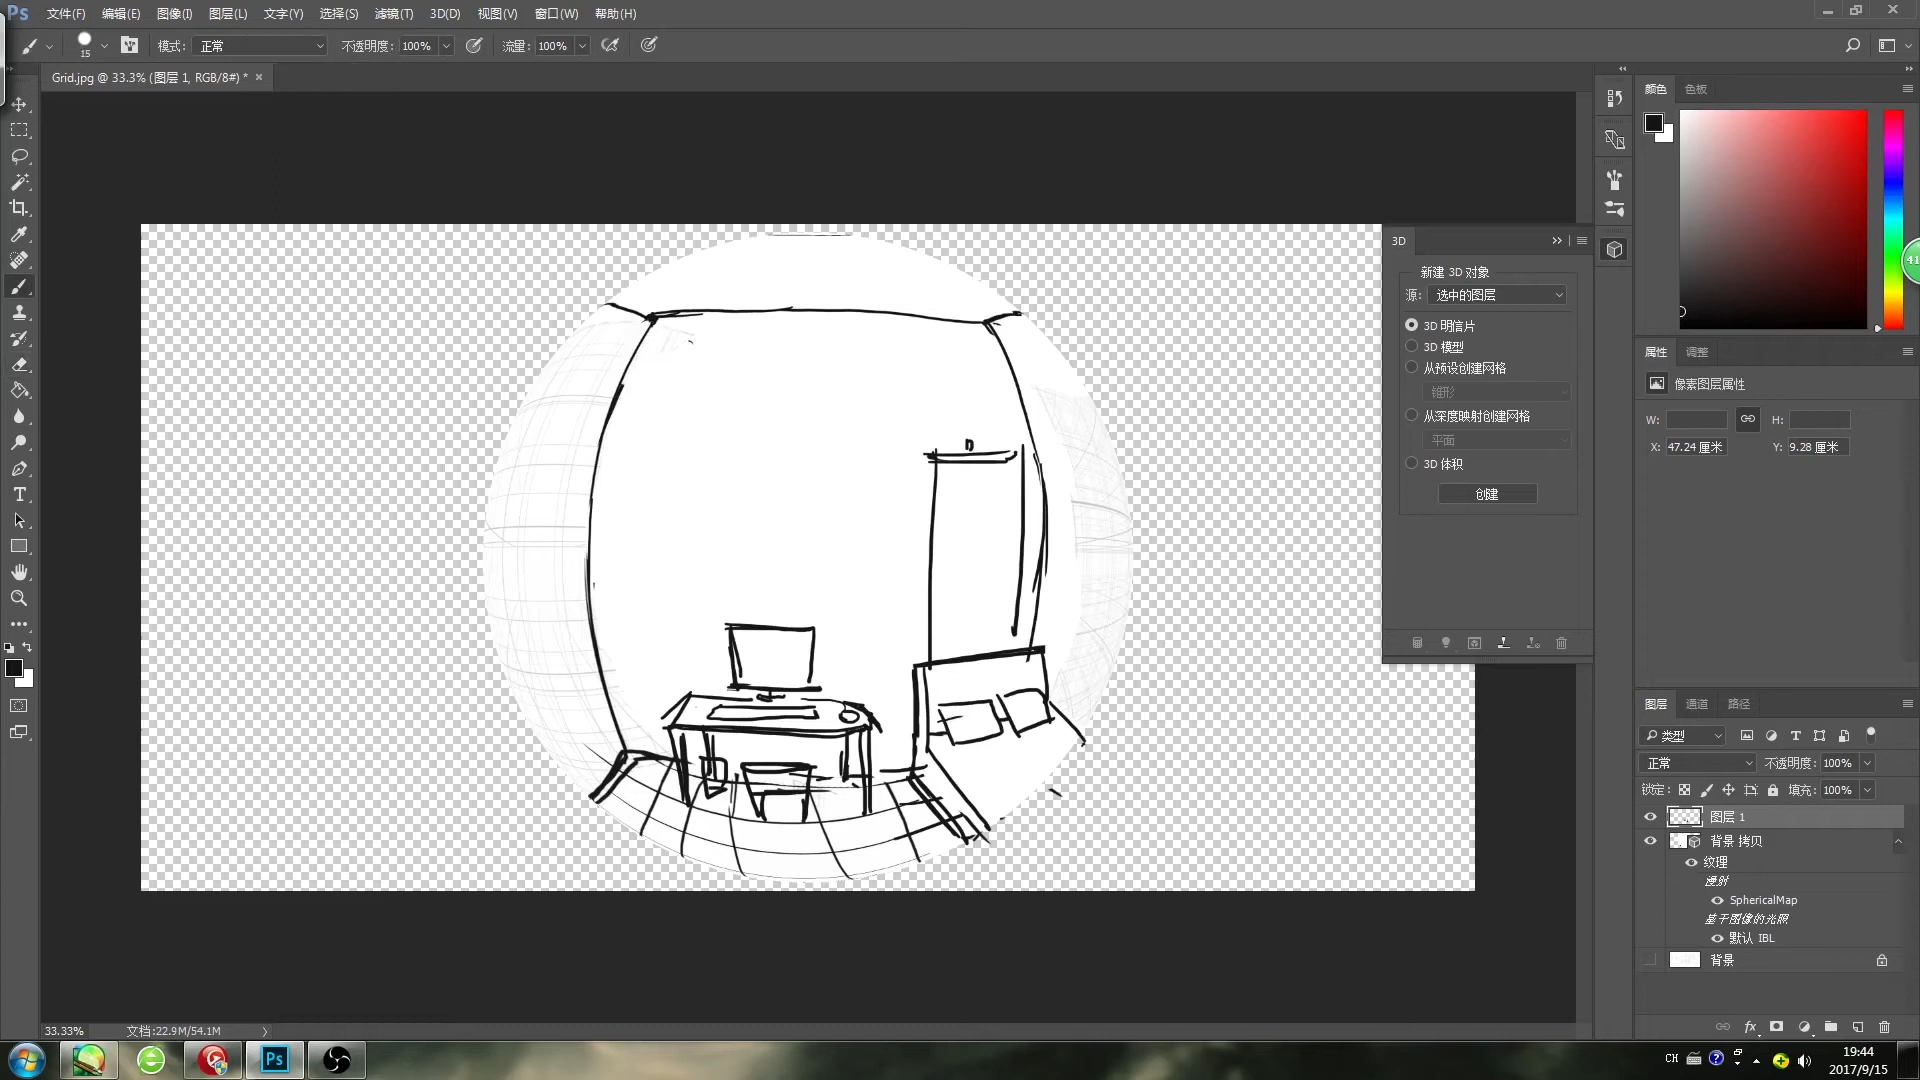 Ps 文件(F) 编辑(E) 图像(I) 图层(L) 文字(Y) 选择(S) 滤镜(T) 3D(D) 视图(V) 窗口(W) 帮助(H)
15 模式: 正常 不透明度: 100% 流量: 100%
Grid.jpg @ 33.3% (图层 1, RGB/8#) * ×
颜色 色板
3D
新建 3D 对象
源: 选中的图层
3D 明信片
3D 模型
从预设创建网格
锥形
从深度映射创建网格
平面
3D 体积
创建
41
属性 调整
像素图层属性
W: H:
X: 47.24 厘米 Y: 9.28 厘米
图层 通道 路径
类型
正常 不透明度: 100%
锁定: 填充: 100%
图层 1
背景 拷贝
纹理
漫射
SphericalMap
基于图像的光照
默认 IBL
背景
33.33% 文档:22.9M/54.1M
Ps CH 19:44
2017/9/15